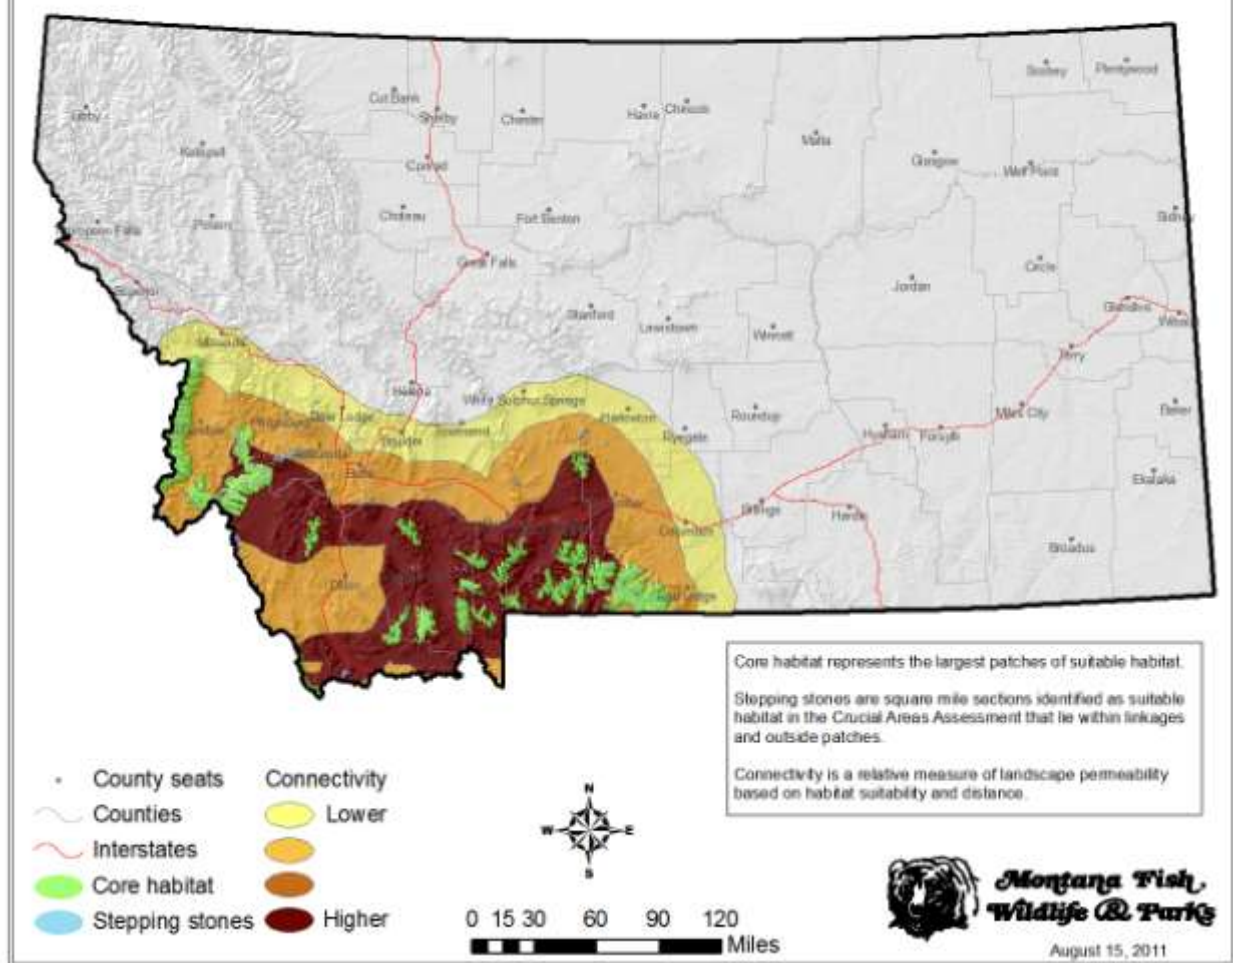 Scobey
Plentywood
Cut Bank
Shelby
Chester
Havre
Chinook
Libby
Malta
Kalispell
Conrad
Glasgow
Wolf Point
Choteau
Fort Benton
Polson
Sidney
Great Falls
Circle
Superior
Jordan
Glendive
Stanford
Lewistown
Winnett
Missoula
Terry
Helena
White Sulphur Springs
Deer Lodge
Roundup
Miles City
Baker
Boulder
Townsend
Ryegate
Hysham
Forsyth
Butte
Ekalaka
Columbus
Billings
Hardin
Broadus
Dillon
Red Lodge
Core habitat represents the largest patches of suitable habitat.
Stepping stones are square mile sections identified as suitable
habitat in the Crucial Areas Assessment that lie within linkages
and outside patches.
Connectivity is a relative measure of landscape permeability
based on habitat suitability and distance.
County seats
Counties
Interstates
Core habitat
Stepping stones
Connectivity
Lower
Higher
N
W E
S
0 15 30 60 90 120
Miles
Montana Fish,
Wildlife & Parks
August 15, 2011